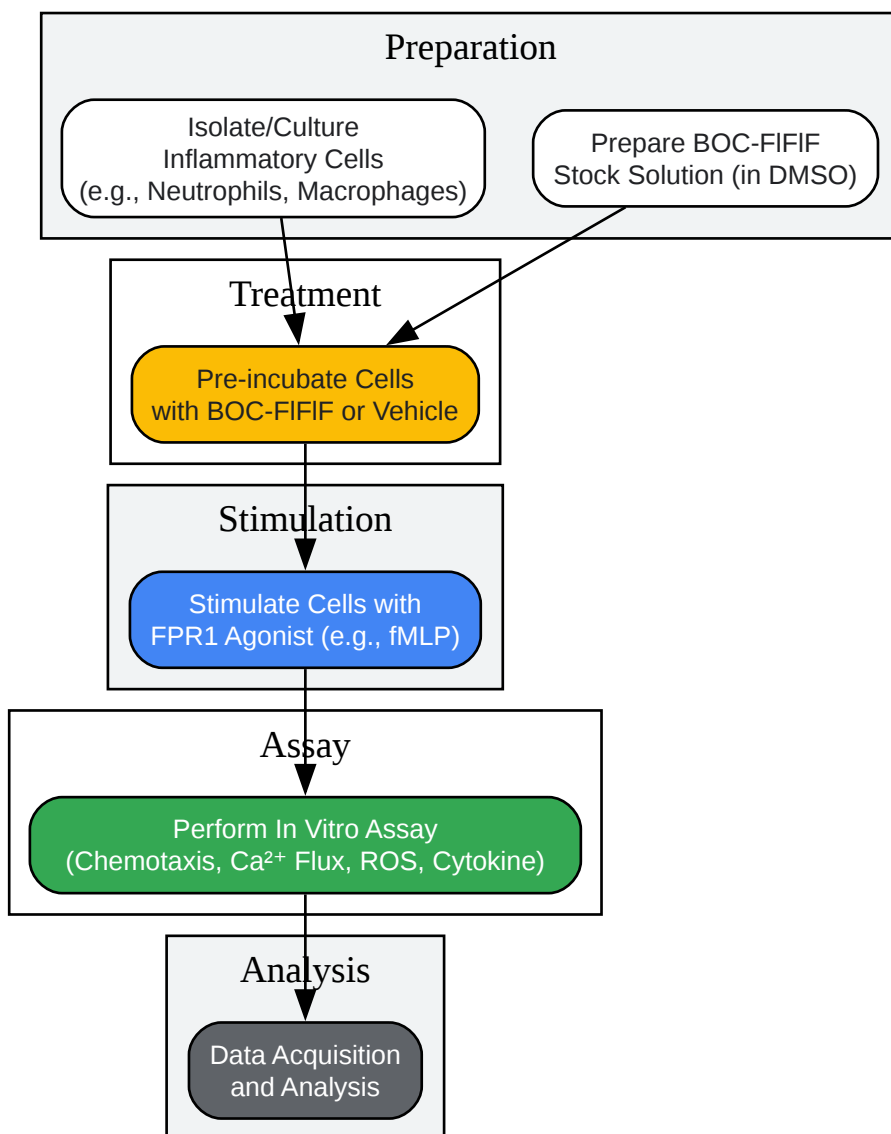 Preparation
Isolate/Culture
Inflammatory Cells
(e.g., Neutrophils, Macrophages)
Prepare BOC-FlFlF
Stock Solution (in DMSO)
Treatment
Pre-incubate Cells
with BOC-FlFlF or Vehicle
Stimulation
Stimulate Cells with
FPR1 Agonist (e.g., fMLP)
Assay
Perform In Vitro Assay
(Chemotaxis, Ca²⁺ Flux, ROS, Cytokine)
Analysis
Data Acquisition
and Analysis